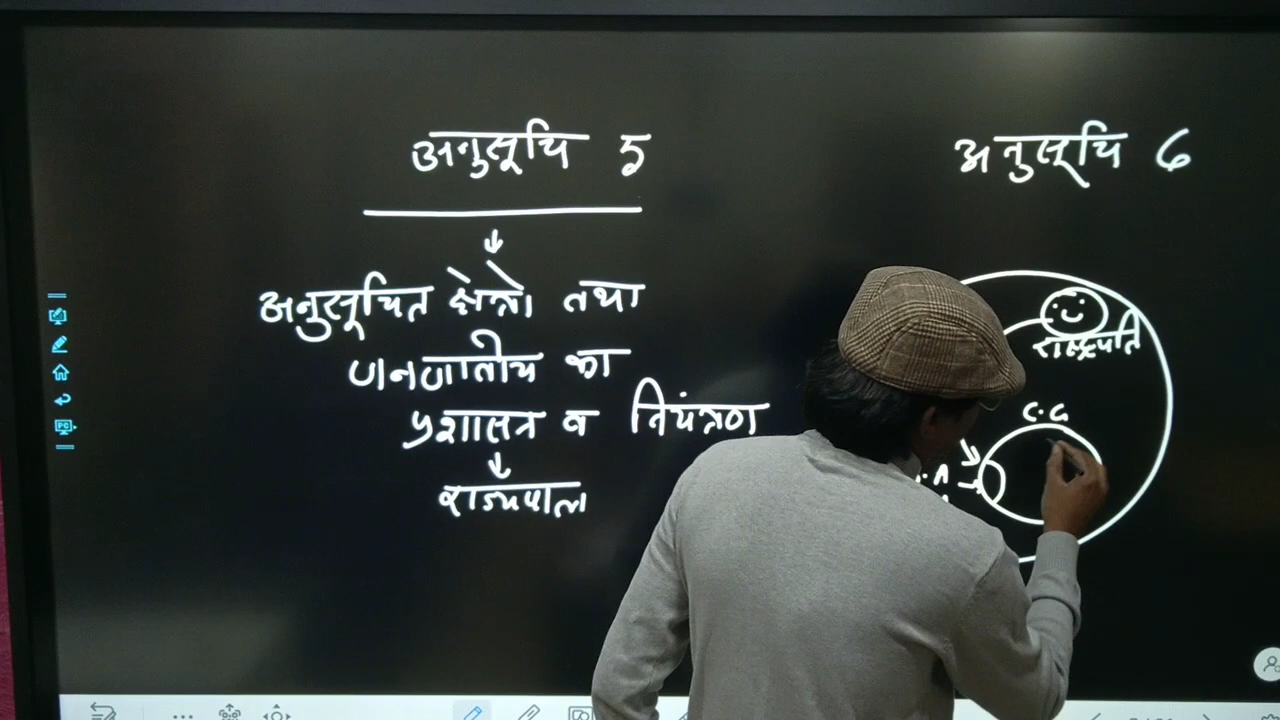 अनुसूचि 5
अनुसूचित क्षेत्रो तथा
जनजातीय का
प्रशासन व नियंत्रण
राज्यपाल
अनुसूचि 6
राष्ट्रपति
C.G